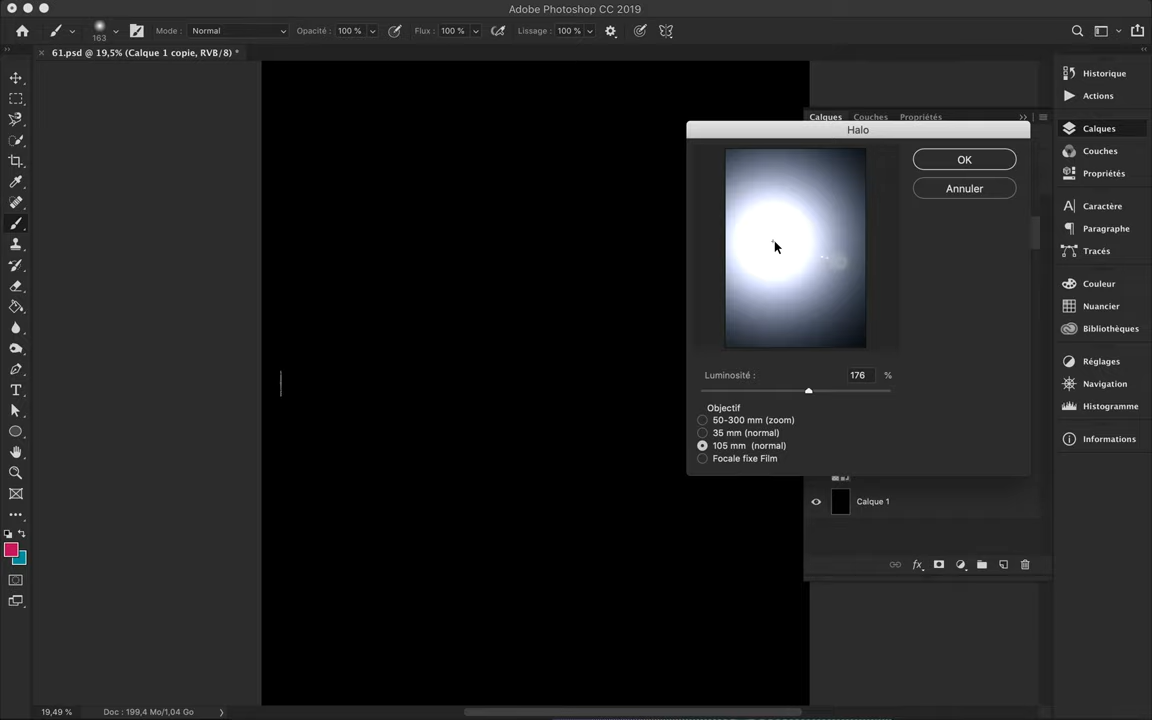 Adobe Photoshop CC 2019
163
Mode : Normal
Opacité : 100 %
Flux : 100 %
Lissage : 100 %
61.psd @ 19,5% (Calque 1 copie, RVB/8) *
Calques Couches Propriétés
Halo
OK
Annuler
Luminosité : 176 %
Objectif
50-300 mm (zoom)
35 mm (normal)
105 mm (normal)
Focale fixe Film
Calque 1
fx
Historique
Actions
Calques
Couches
Propriétés
Caractère
Paragraphe
Tracés
Couleur
Nuancier
Bibliothèques
Réglages
Navigation
Histogramme
Informations
19,49 % Doc : 199,4 Mo/1,04 Go